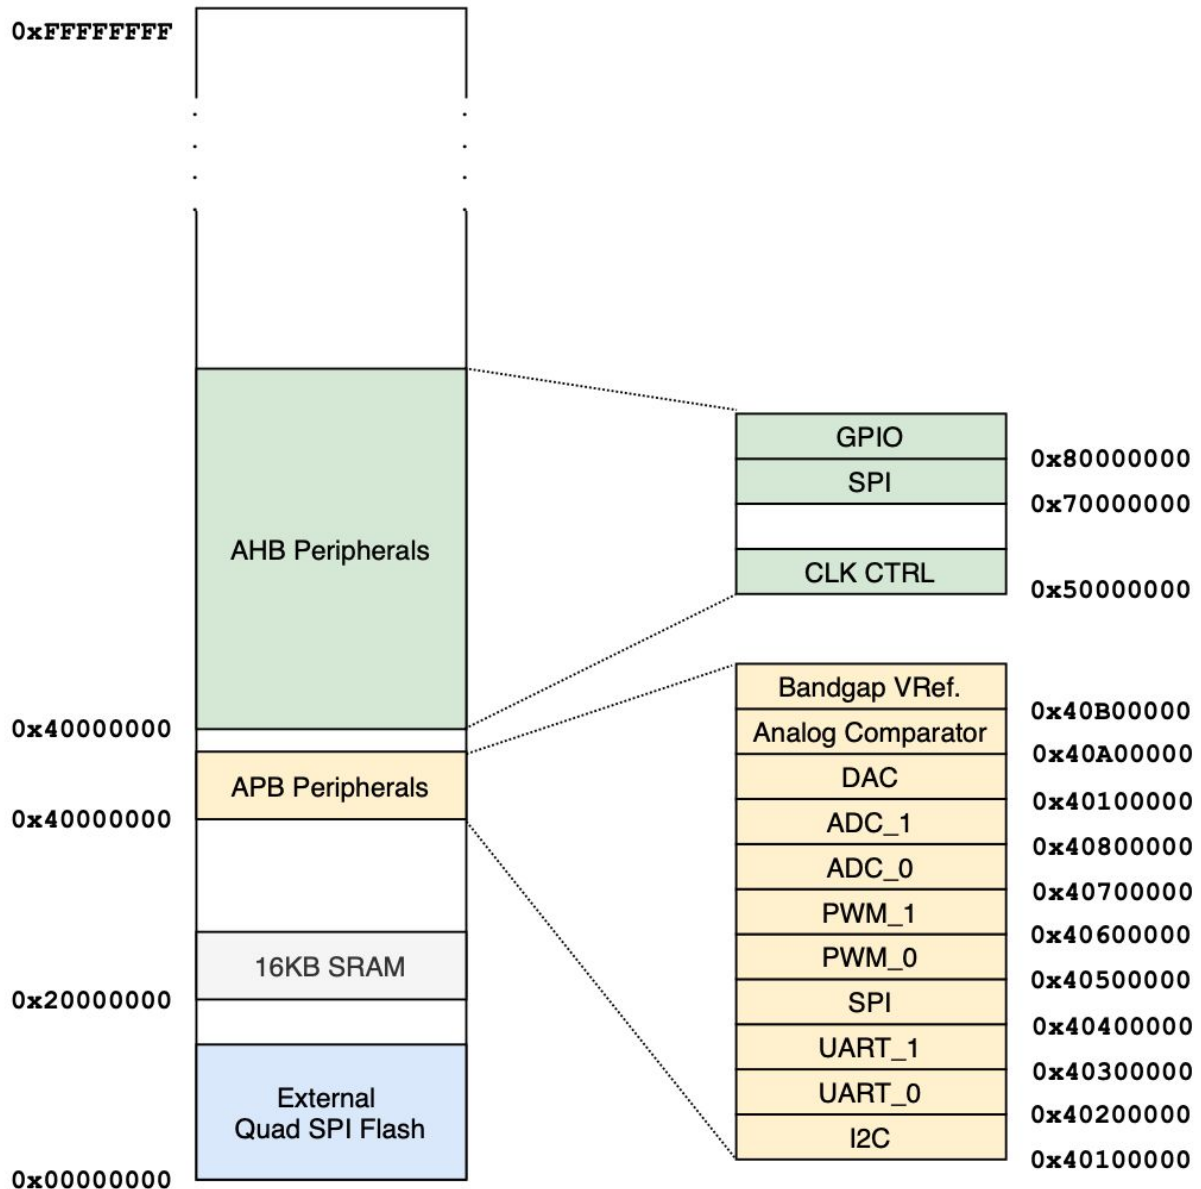 0xFFFFFFFF
AHB Peripherals
0x40000000
APB Peripherals
0x40000000
16KB SRAM
0x20000000
External
Quad SPI Flash
0x00000000
GPIO
0x80000000
SPI
0x70000000
CLK CTRL
0x50000000
Bandgap VRef.
0x40B00000
Analog Comparator
0x40A00000
DAC
0x40100000
ADC_1
0x40800000
ADC_0
0x40700000
PWM_1
0x40600000
PWM_0
0x40500000
SPI
0x40400000
UART_1
0x40300000
UART_0
0x40200000
I2C
0x40100000